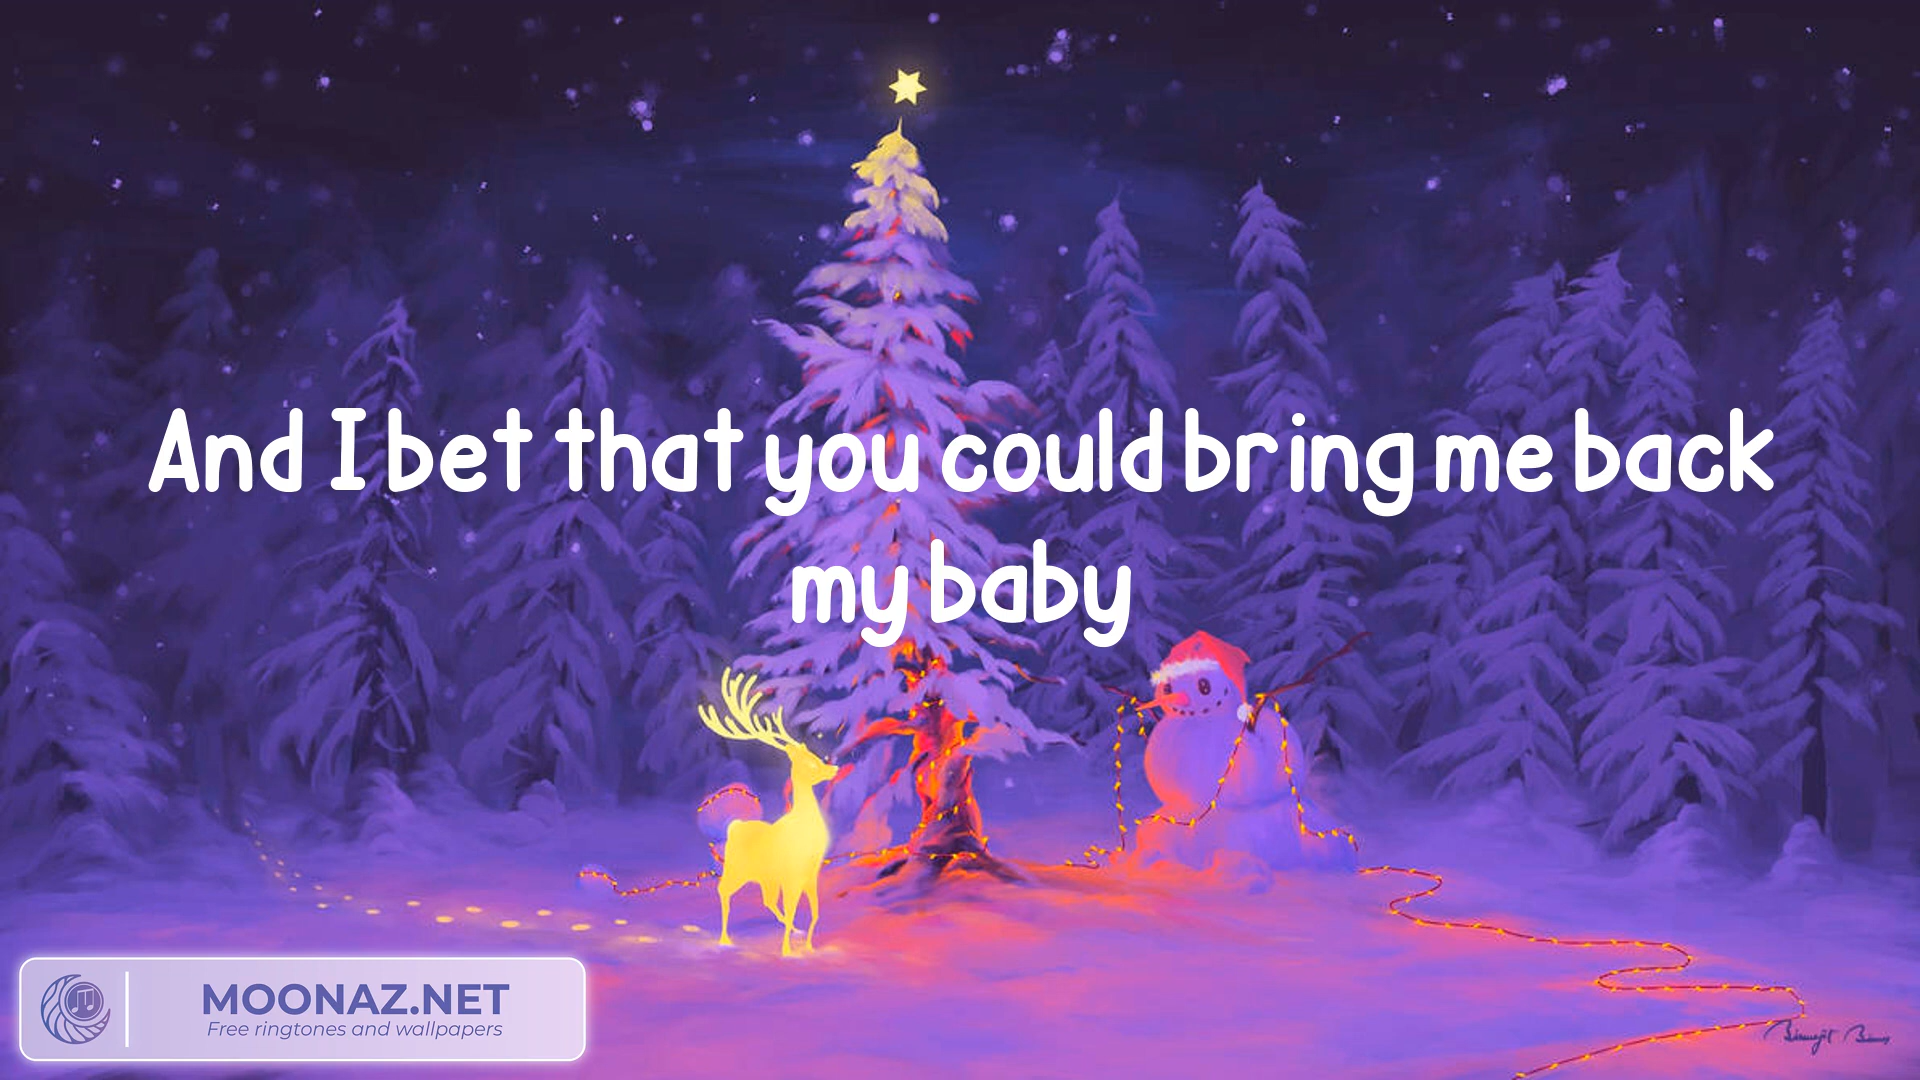 And I bet that you could bring me back
my baby
MOONAZ.NET
Free ringtones and wallpapers